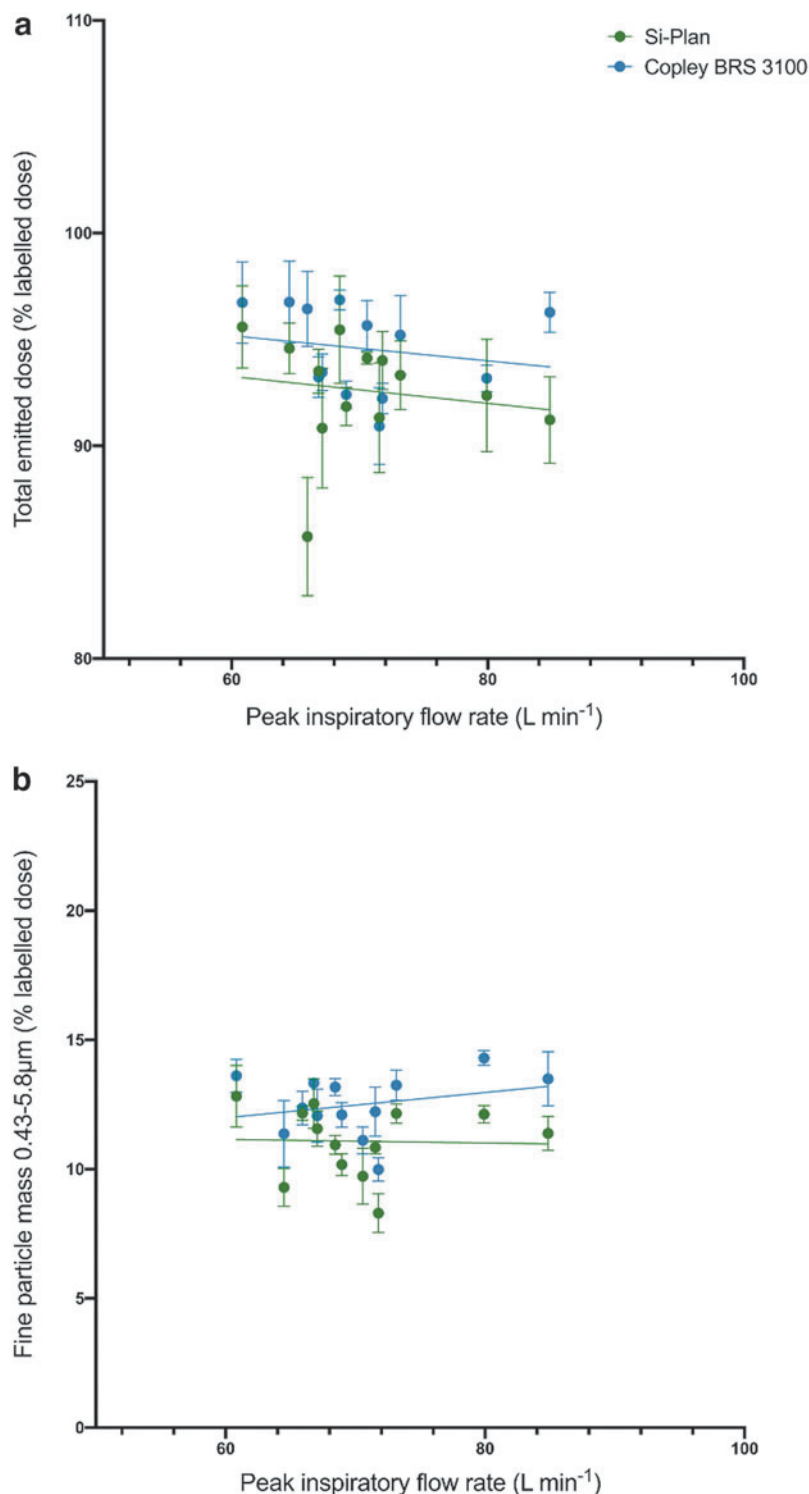 a
Si-Plan
Copley BRS 3100
110
100
90
80
Total emitted dose (% labelled dose)
60
80
100
Peak inspiratory flow rate (L min⁻¹)
b
25
20
15
10
5
0
Fine particle mass 0.43-5.8μm (% labelled dose)
60
80
100
Peak inspiratory flow rate (L min⁻¹)